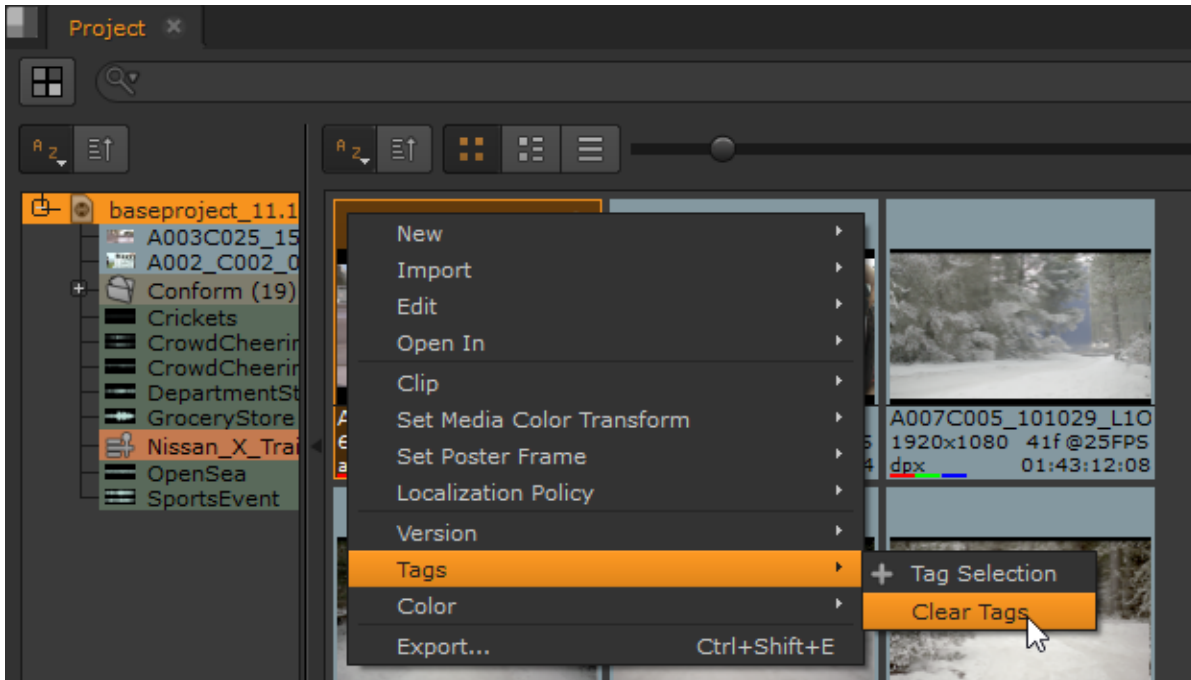 Project
A Z
A Z
baseproject_11.1
A003C025_15
A002_C002_0
Conform (19)
Crickets
CrowdCheerin
CrowdCheerin
DepartmentSt
GroceryStore
Nissan_X_Trai
OpenSea
SportsEvent
New
Import
Edit
Open In
Clip
Set Media Color Transform
Set Poster Frame
Localization Policy
Version
Tags
Color
Export... Ctrl+Shift+E
Tag Selection
Clear Tags
A007C005_101029_L1O
1920x1080 41f@25FPS
dpx 01:43:12:08